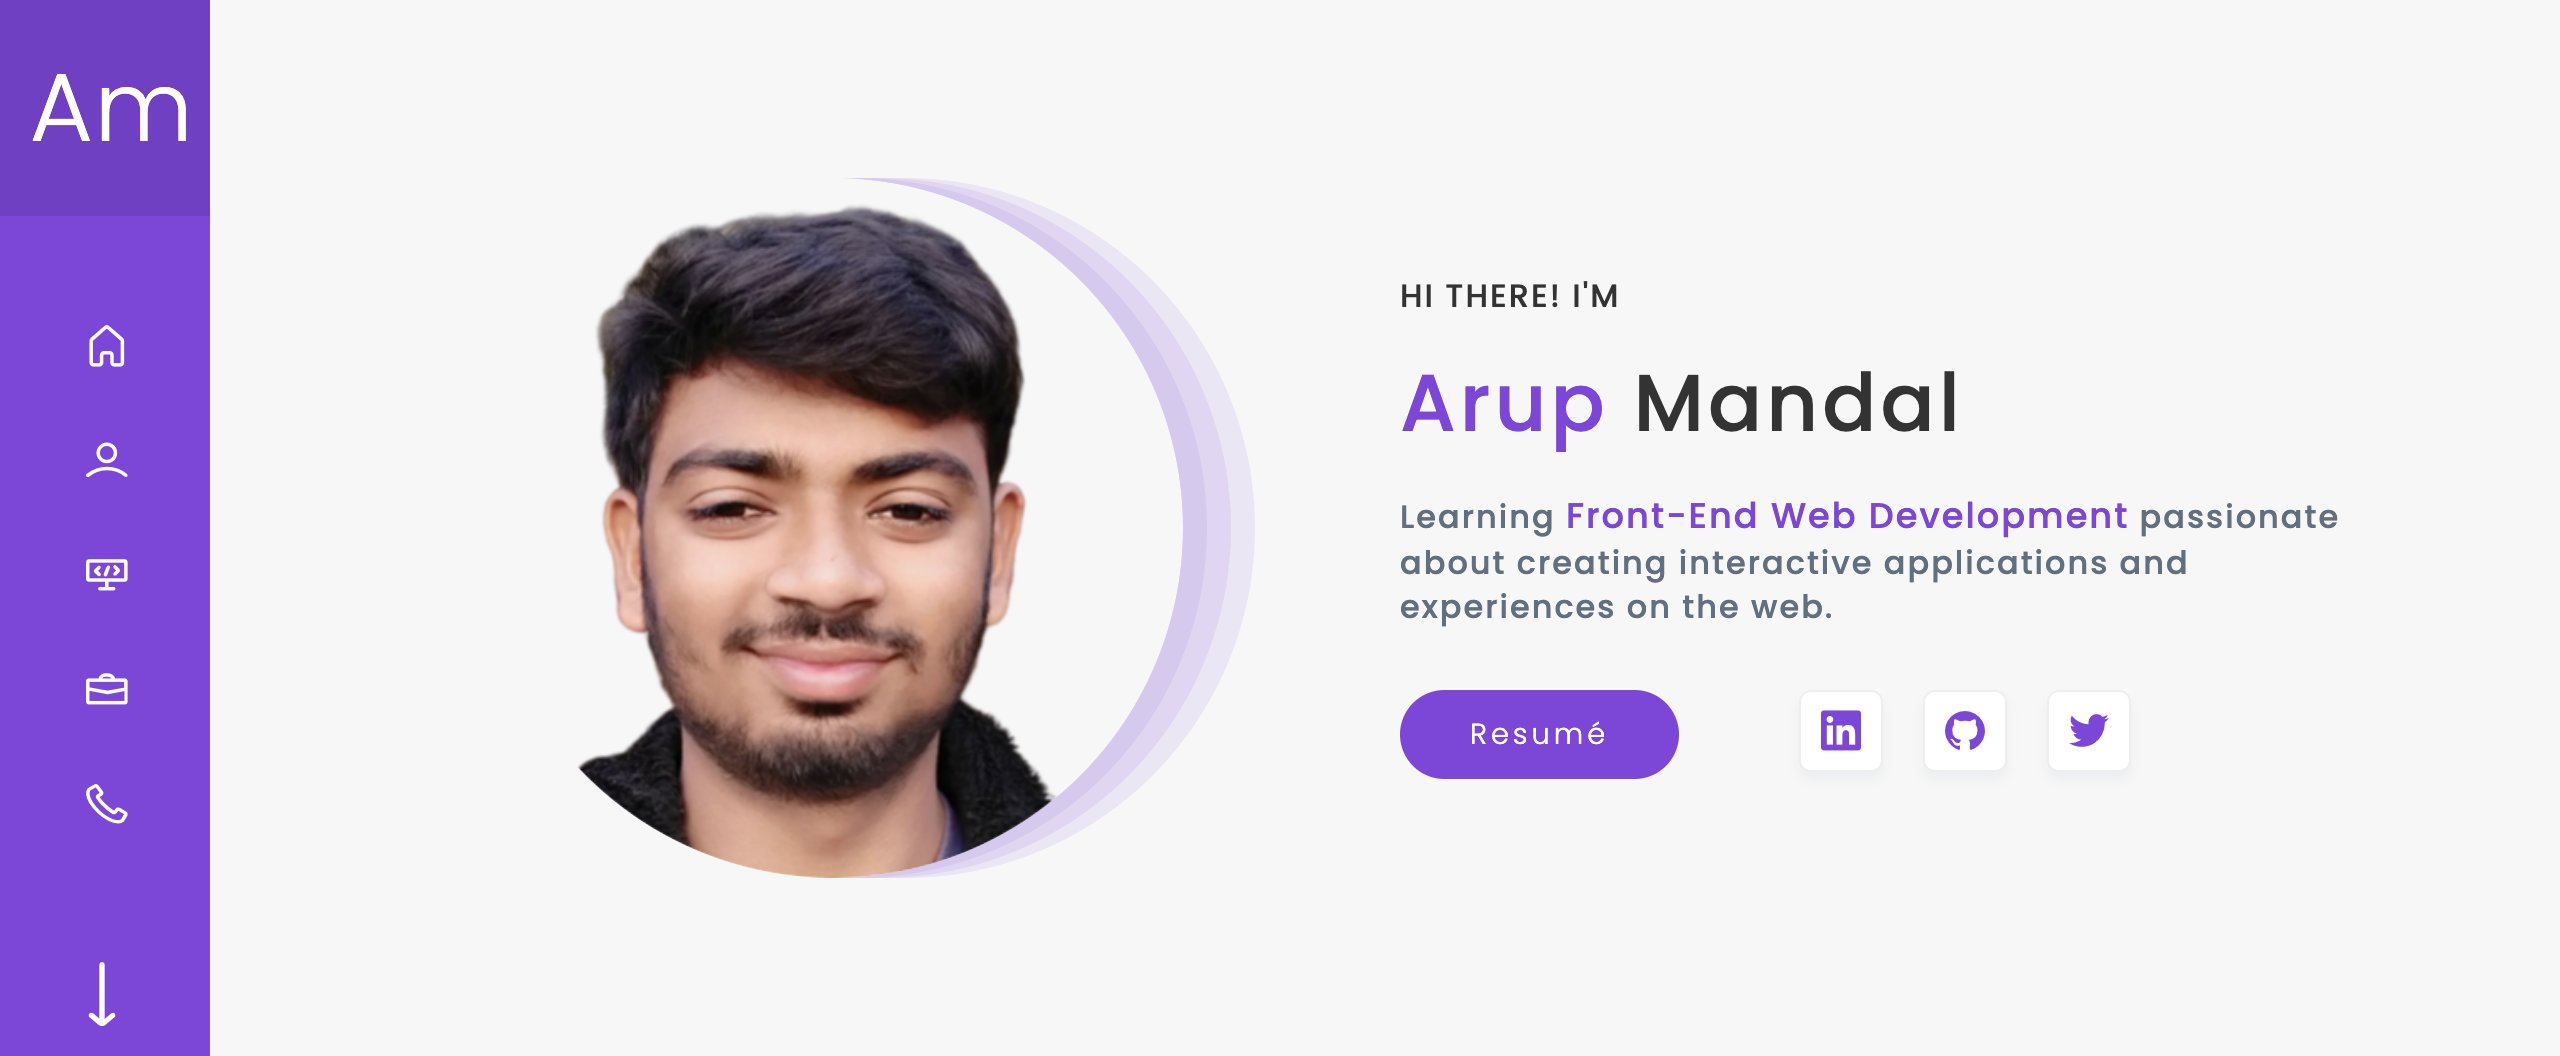 Am
HI THERE! I'M
Arup Mandal
Learning Front-End Web Development passionate
about creating interactive applications and
experiences on the web.
Resumé
in